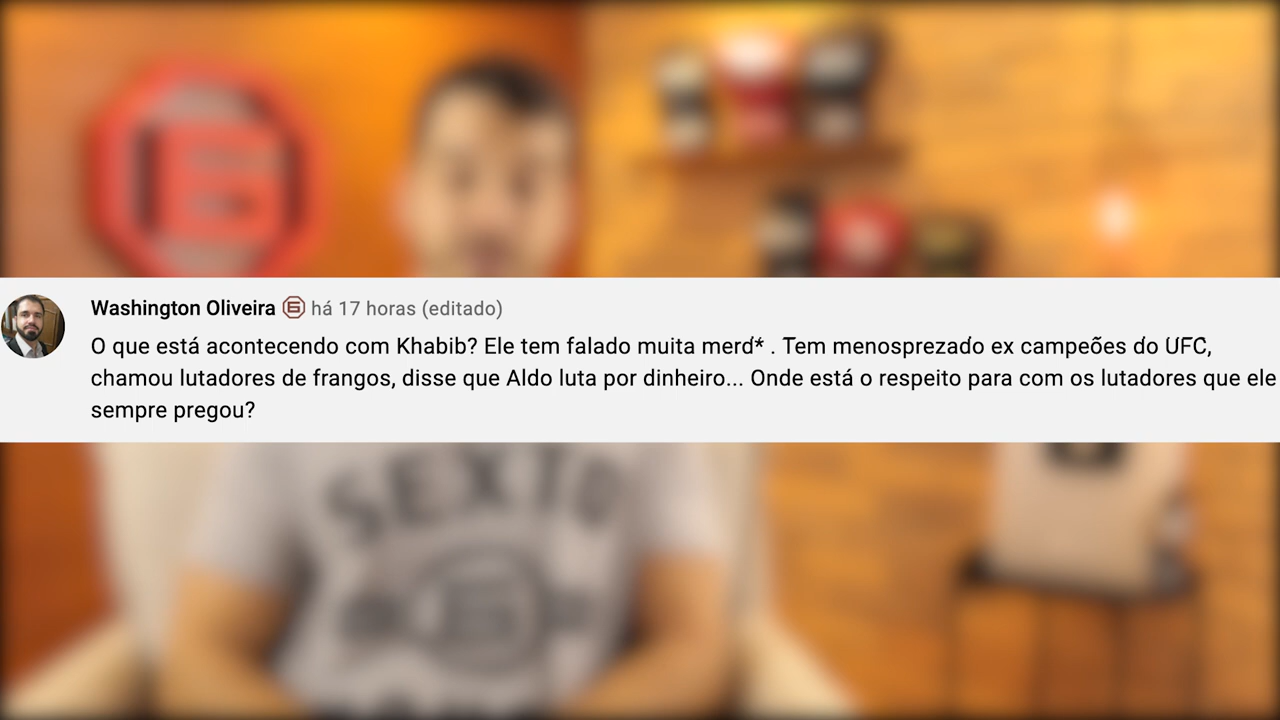 Washington Oliveira há 17 horas (editado)
O que está acontecendo com Khabib? Ele tem falado muita merd* . Tem menosprezado ex campeões do UFC,
chamou lutadores de frangos, disse que Aldo luta por dinheiro... Onde está o respeito para com os lutadores que ele
sempre pregou?
SEXTO